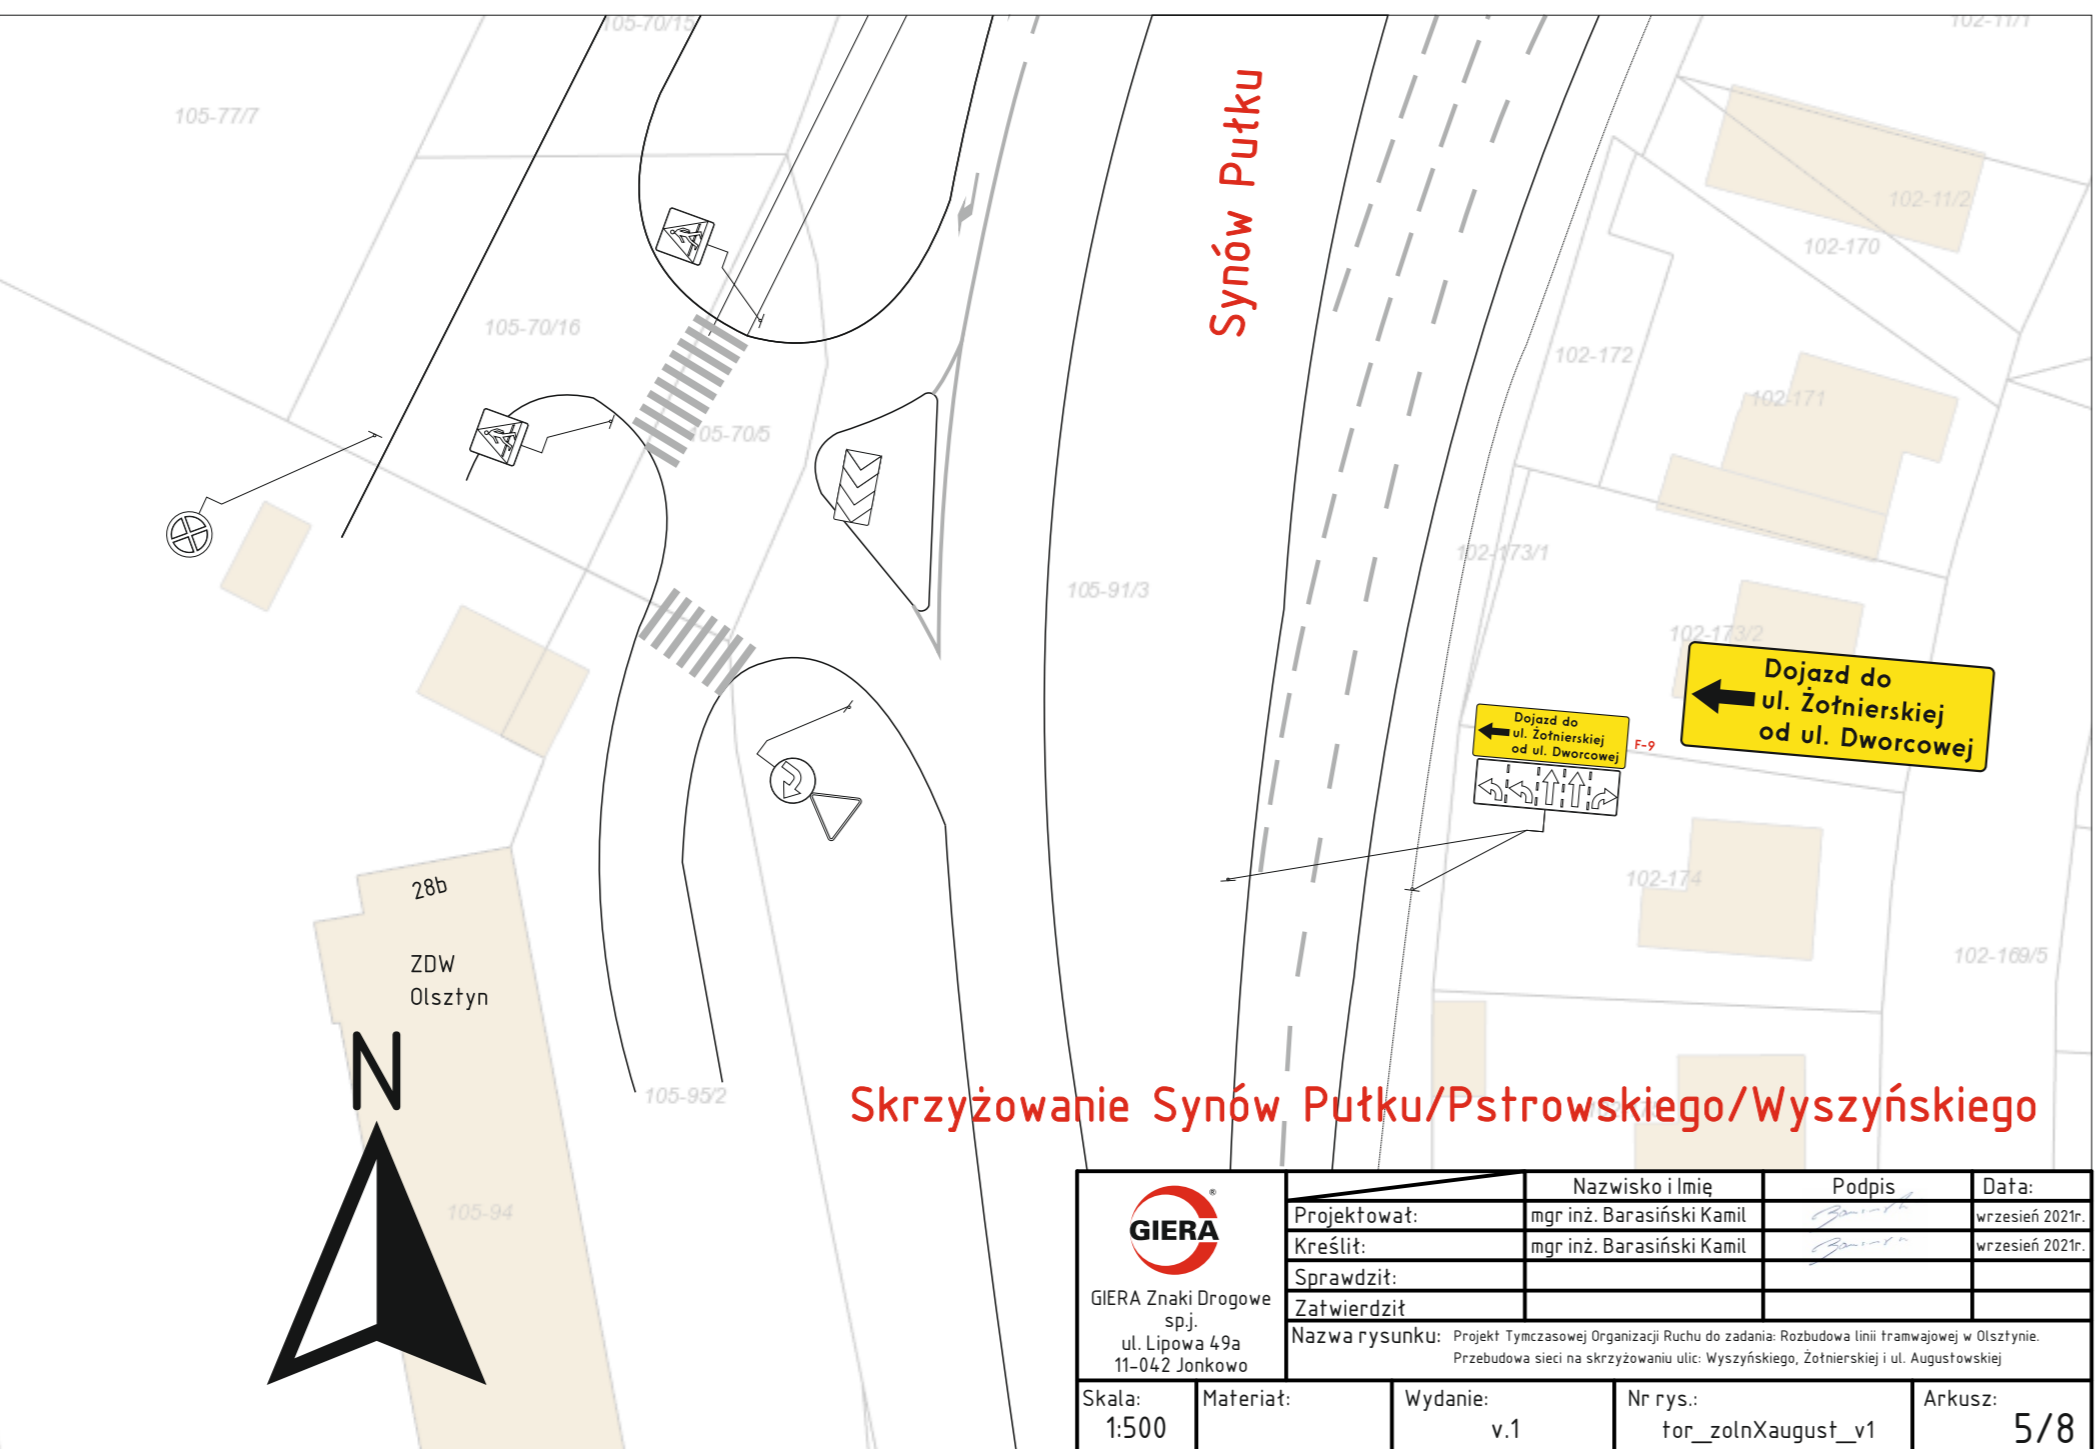 105-70/15
102-11/1
105-77/7
Synów Pułku
102-11/2
102-170
105-70/16
102-172
102-171
105-70/5
102-173/1
105-91/3
102-173/2
Dojazd do
ul. Żołnierskiej
od ul. Dworcowej
Dojazd do
ul. Żołnierskiej
od ul. Dworcowej
F-9
102-174
28b
ZDW
Olsztyn
102-169/5
N
105-95/2
Skrzyżowanie Synów Pułku/Pstrowskiego/Wyszyńskiego
105-94
GIERA
®
GIERA Znaki Drogowe
sp.j.
ul. Lipowa 49a
11-042 Jonkowo
Nazwisko i Imię
Podpis
Data:
Projektował:
mgr inż. Barasiński Kamil
wrzesień 2021r.
Kreślił:
mgr inż. Barasiński Kamil
wrzesień 2021r.
Sprawdził:
Zatwierdził
Nazwa rysunku: Projekt Tymczasowej Organizacji Ruchu do zadania: Rozbudowa linii tramwajowej w Olsztynie.
Przebudowa sieci na skrzyżowaniu ulic: Wyszyńskiego, Żołnierskiej i ul. Augustowskiej
Skala:
1:500
Materiał:
Wydanie:
v.1
Nr rys.:
tor_zolnXaugust_v1
Arkusz:
5/8